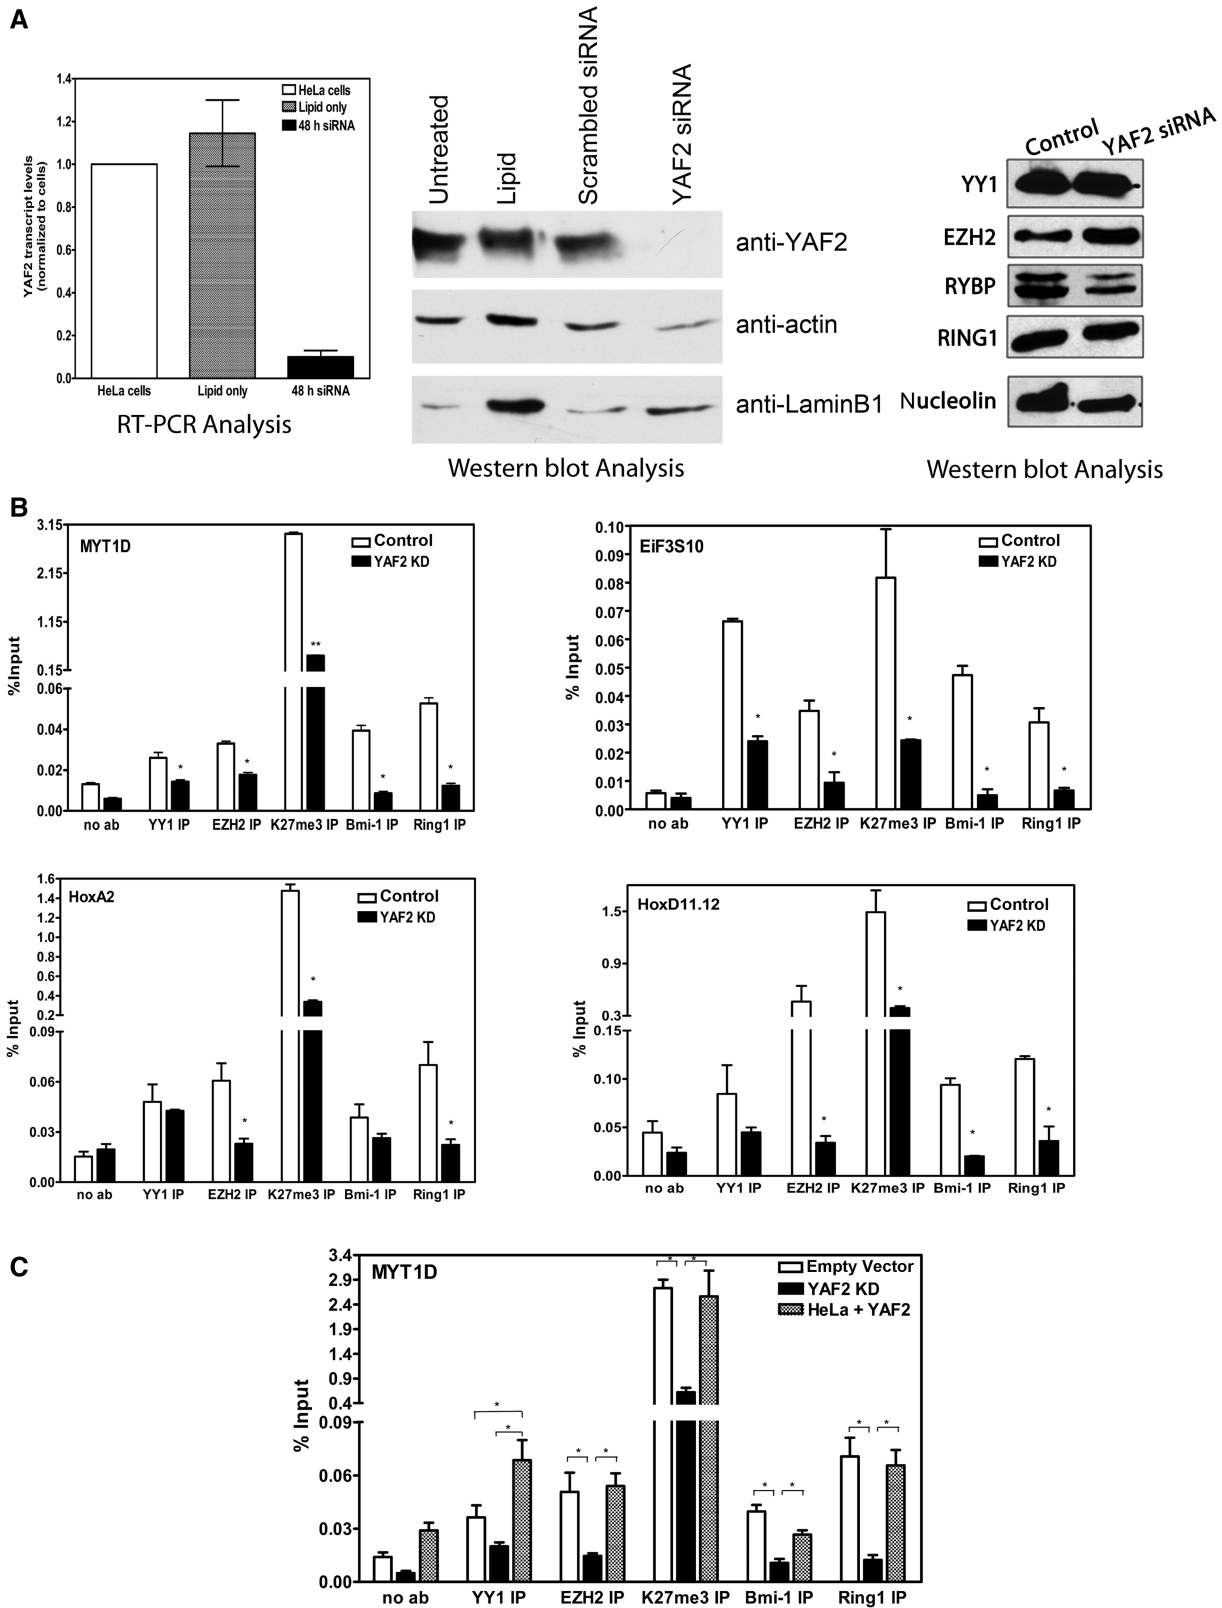 A
YAF2 transcript levels
(normalized to cells)
1.4
1.2
1.0
0.8
0.6
0.4
0.2
0.0
HeLa cells
Lipid only
48 h siRNA
HeLa cells
Lipid only
48 h siRNA
RT-PCR Analysis
Untreated
Lipid
Scrambled siRNA
YAF2 siRNA
anti-YAF2
anti-actin
anti-LaminB1
Western blot Analysis
Control
YAF2 siRNA
YY1
EZH2
RYBP
RING1
Nucleolin
Western blot Analysis
B
MYT1D
%Input
3.15
2.15
1.15
0.15
0.06
0.04
0.02
0.00
Control
YAF2 KD
*
*
**
*
*
no ab
YY1 IP
EZH2 IP
K27me3 IP
Bmi-1 IP
Ring1 IP
EiF3S10
% Input
0.10
0.09
0.08
0.07
0.06
0.05
0.04
0.03
0.02
0.01
0.00
Control
YAF2 KD
*
*
*
*
*
no ab
YY1 IP
EZH2 IP
K27me3 IP
Bmi-1 IP
Ring1 IP
HoxA2
% Input
1.6
1.4
1.2
1.0
0.8
0.6
0.4
0.2
0.09
0.06
0.03
0.00
Control
YAF2 KD
*
*
*
no ab
YY1 IP
EZH2 IP
K27me3 IP
Bmi-1 IP
Ring1 IP
HoxD11.12
% Input
1.5
0.9
0.3
0.15
0.10
0.05
0.00
Control
YAF2 KD
*
*
*
*
no ab
YY1 IP
EZH2 IP
K27me3 IP
Bmi-1 IP
Ring1 IP
C
MYT1D
% Input
3.4
2.9
2.4
1.9
1.4
0.9
0.4
0.09
0.06
0.03
0.00
Empty Vector
YAF2 KD
HeLa + YAF2
* *
* *
* *
* *
* *
no ab
YY1 IP
EZH2 IP
K27me3 IP
Bmi-1 IP
Ring1 IP